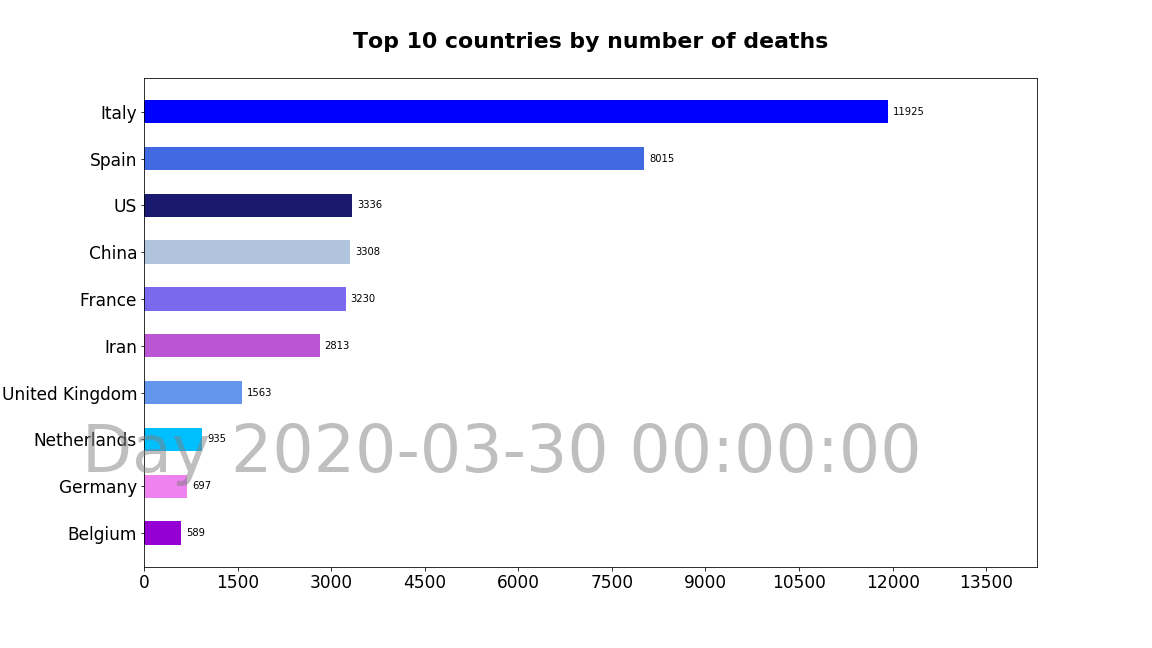 Top 10 countries by number of deaths
Italy 11925
Spain 8015
US 3336
China 3308
France 3230
Iran 2813
United Kingdom 1563
Netherlands 935
Day 2020-03-30 00:00:00
Germany 697
Belgium 589
0 1500 3000 4500 6000 7500 9000 10500 12000 13500